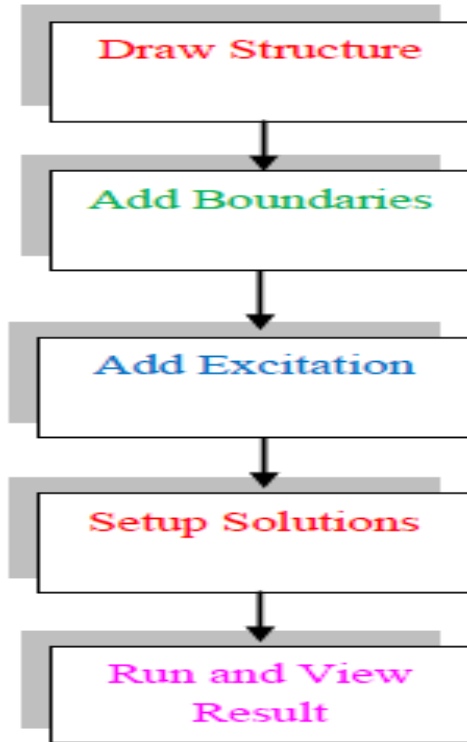 Draw Structure
Add Boundaries
Add Excitation
Setup Solutions
Run and View
Result